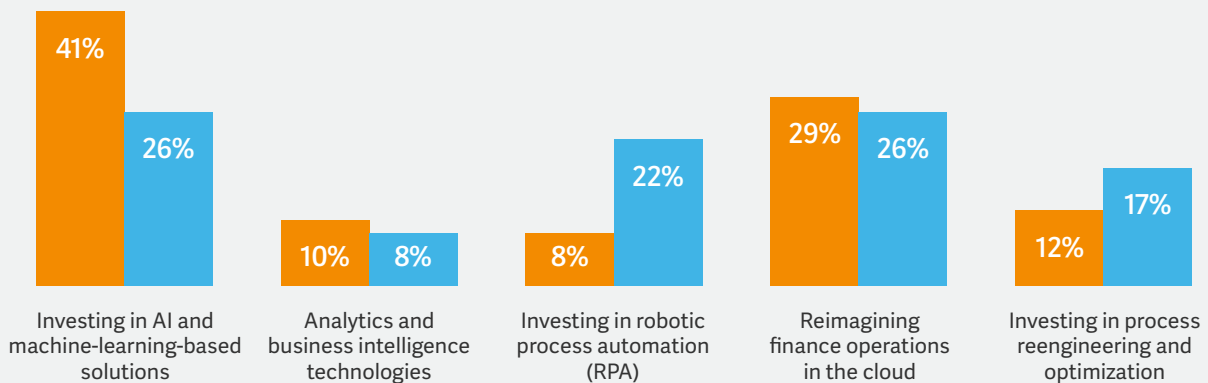 41%
26%
10%
8%
8%
22%
29%
26%
12%
17%
Investing in AI and
machine-learning-based
solutions
Analytics and
business intelligence
technologies
Investing in robotic
process automation
(RPA)
Reimagining
finance operations
in the cloud
Investing in process
reengineering and
optimization